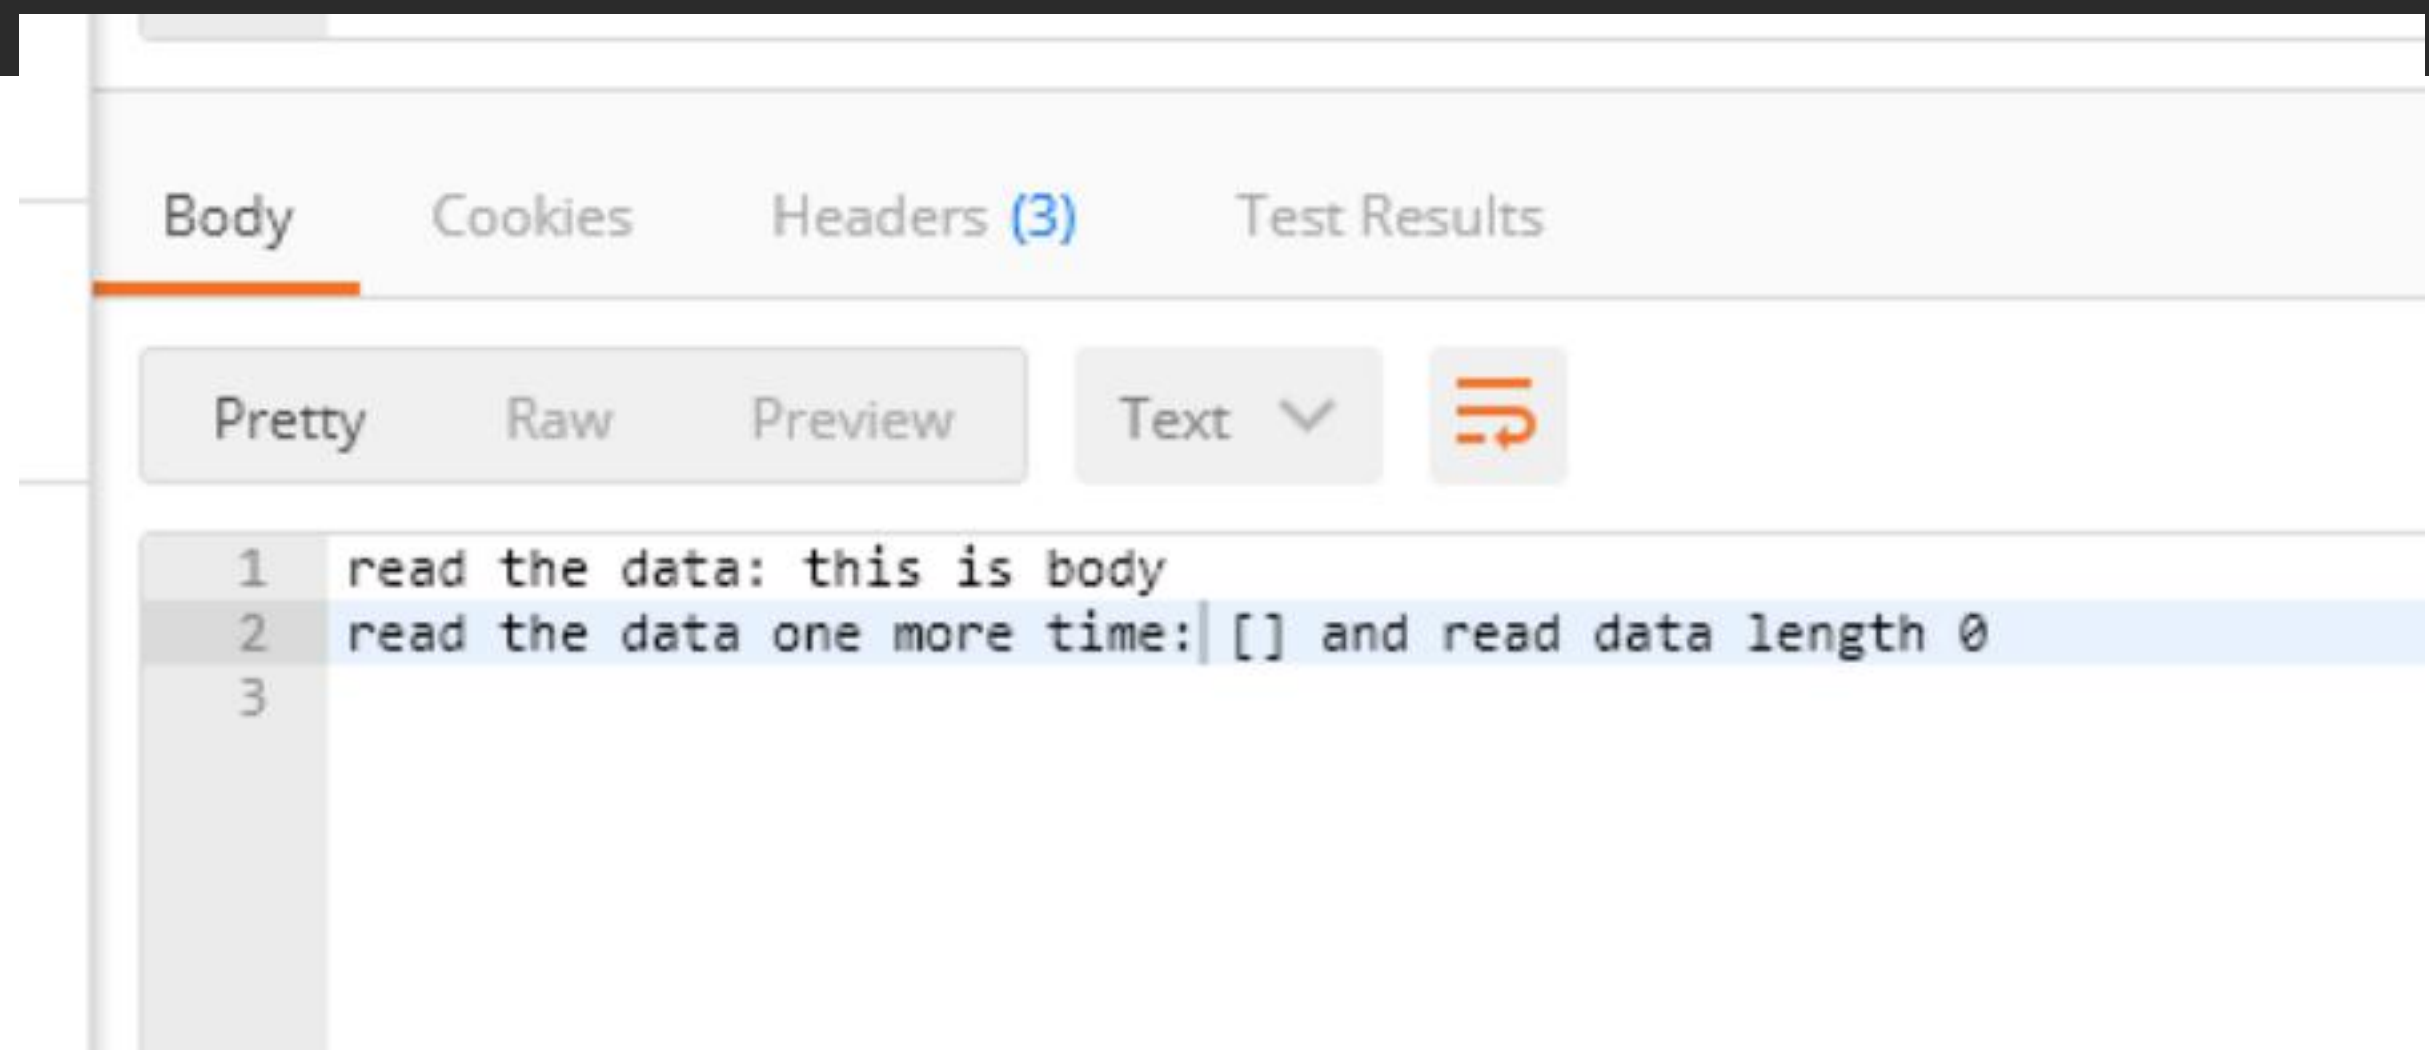 Body Cookies Headers (3) Test Results
Pretty Raw Preview Text
1 read the data: this is body
2 read the data one more time: [] and read data length 0
3